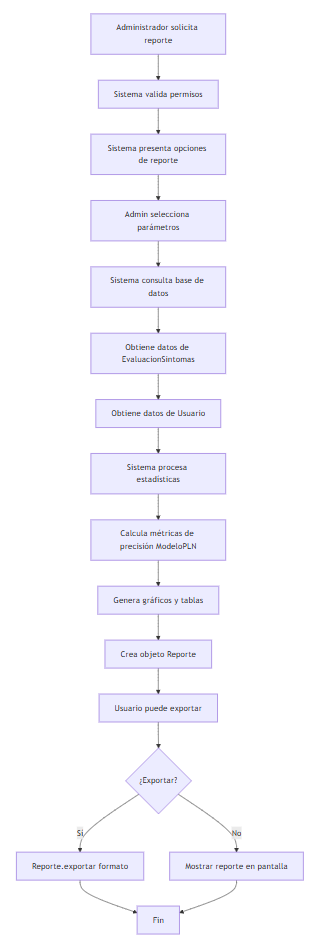 Administrador solicita
reporte
Sistema valida permisos
Sistema presenta opciones
de reporte
Admin selecciona
parámetros
Sistema consulta base de
datos
Obtiene datos de
EvaluacionSintomas
Obtiene datos de Usuario
Sistema procesa
estadísticas
Calcula métricas de
precisión ModeloPLN
Genera gráficos y tablas
Crea objeto Reporte
Usuario puede exportar
¿Exportar?
Sí
No
Reporte.exportar formato
Mostrar reporte en pantalla
Fin